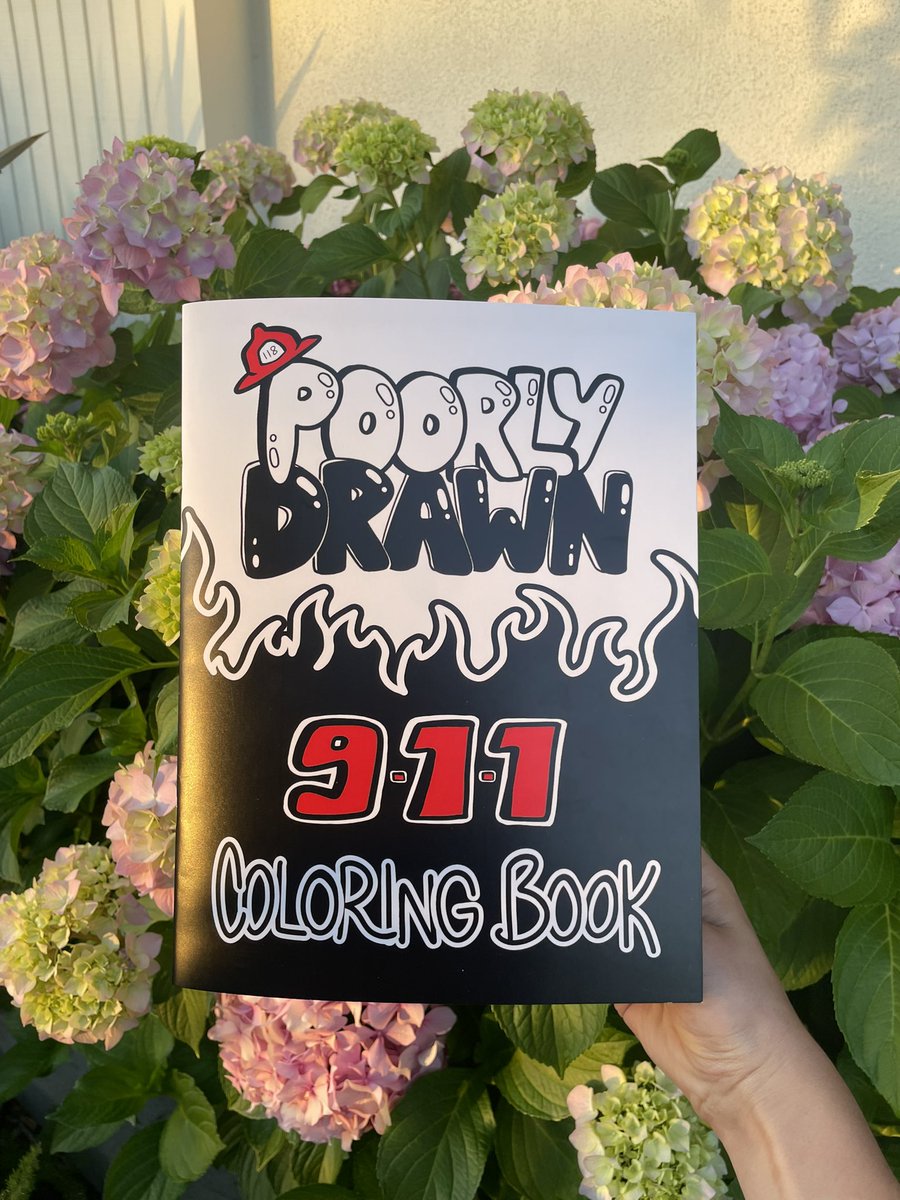 118
POORLY
DRAWN
9-1-1
COLORING BOOK